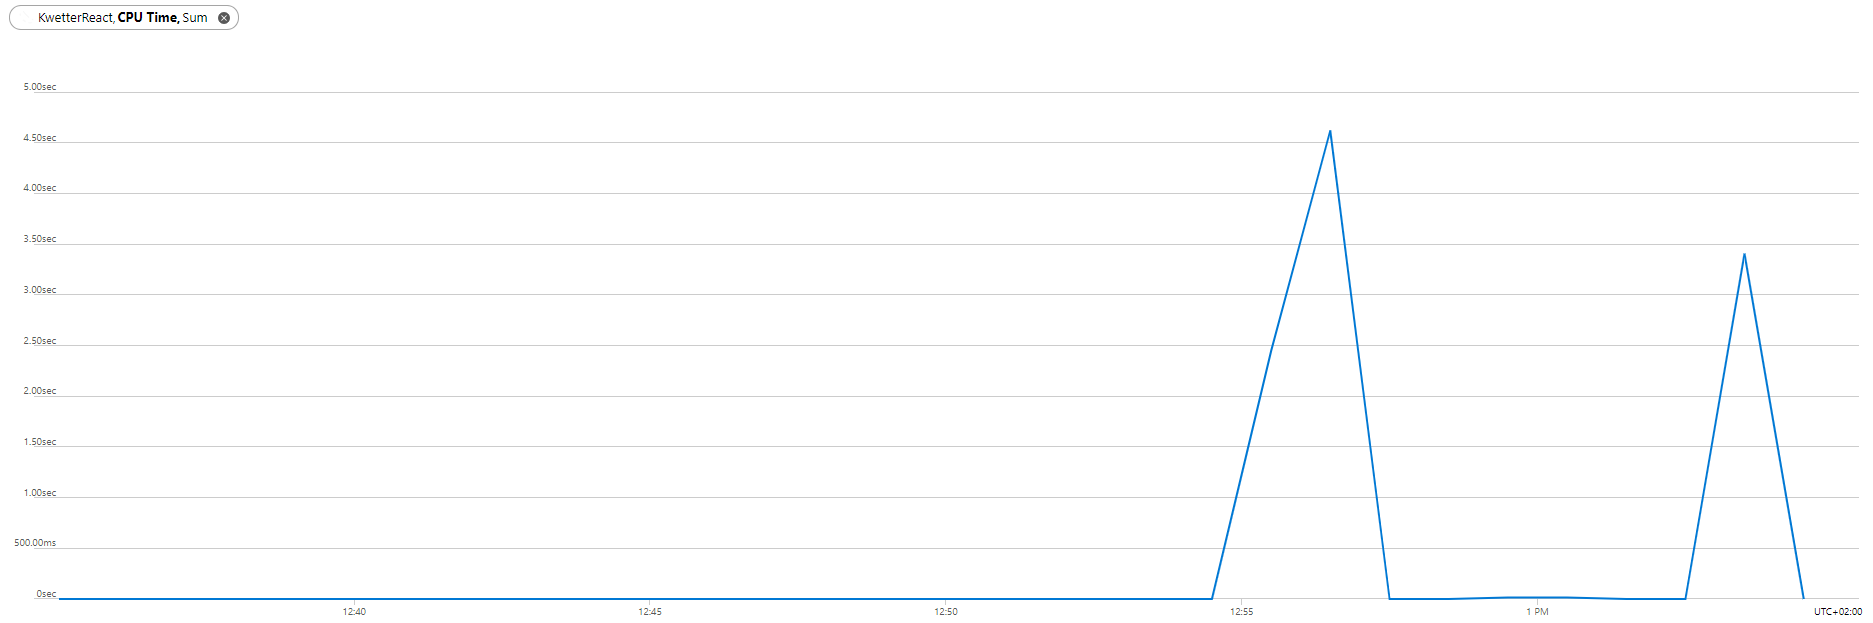 KwetterReact, CPU Time, Sum
5.00sec
4.50sec
4.00sec
3.50sec
3.00sec
2.50sec
2.00sec
1.50sec
1.00sec
500.00ms
0sec
12:40 12:45 12:50 12:55 1 PM UTC+02:00